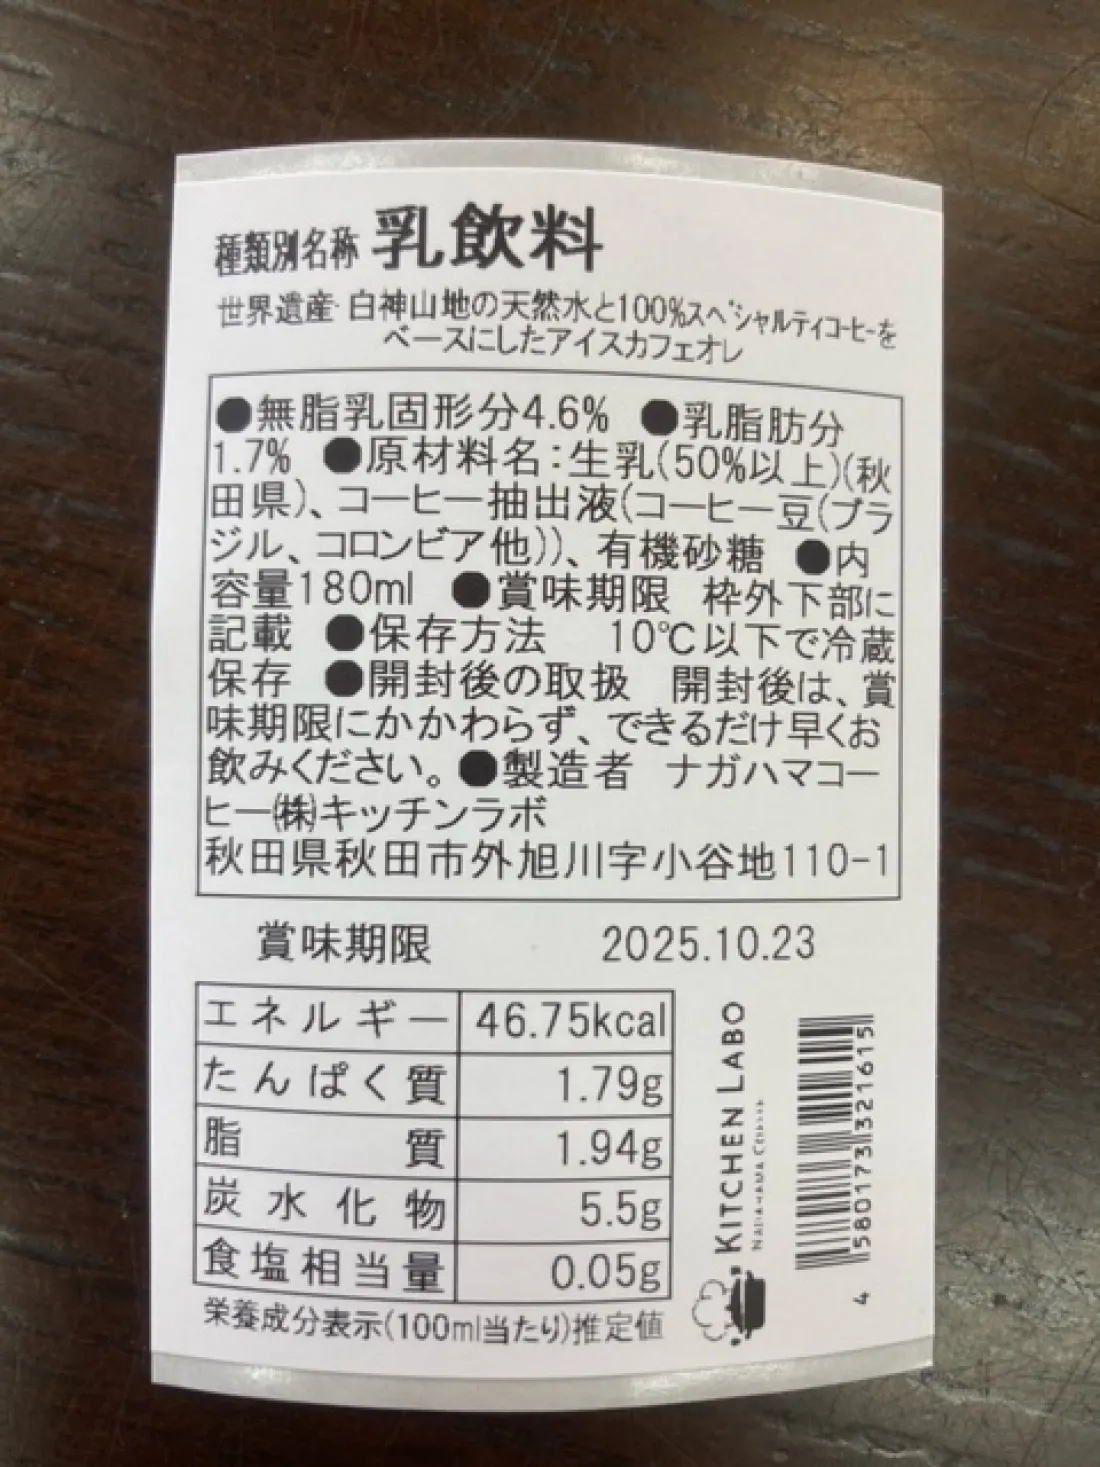 種類別名称 乳飲料
世界遺産・白神山地の天然水と100%スペシャルティコーヒーを
ベースにしたアイスカフェオレ
●無脂乳固形分4.6% ●乳脂肪分
1.7% ●原材料名:生乳(50%以上)(秋
田県)、コーヒー抽出液(コーヒー豆(ブラ
ジル、コロンビア他))、有機砂糖 ●内
容量180ml ●賞味期限 枠外下部に
記載 ●保存方法 10℃以下で冷蔵
保存 ●開封後の取扱 開封後は、賞
味期限にかかわらず、できるだけ早くお
飲みください。●製造者 ナガハマコー
ヒー㈱キッチンラボ
秋田県秋田市外旭川字小谷地110-1
賞味期限 2025.10.23
エネルギー 46.75kcal
たんぱく質 1.79g
脂質 1.94g
炭水化物 5.5g
食塩相当量 0.05g
栄養成分表示(100ml当たり)推定値
KITCHEN LABO
NAGAHAMA COFFEE
4 580173 321615